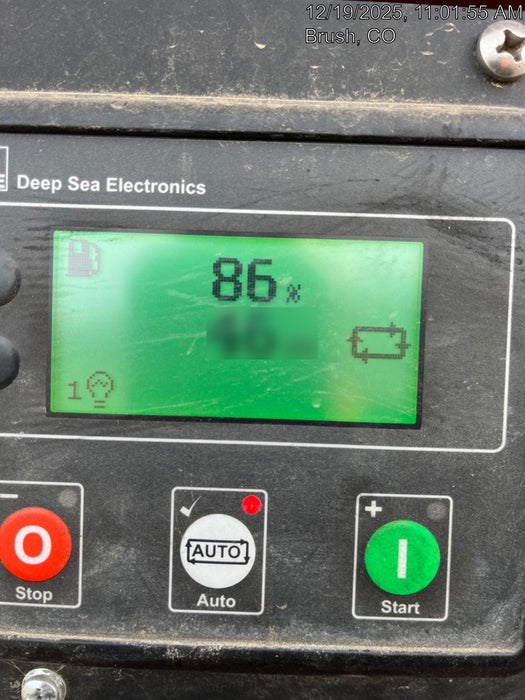 12/19/2025, 11:01:55 AM
Brush, CO
Deep Sea Electronics
86 %
1
O
AUTO
I
Stop
Auto
Start